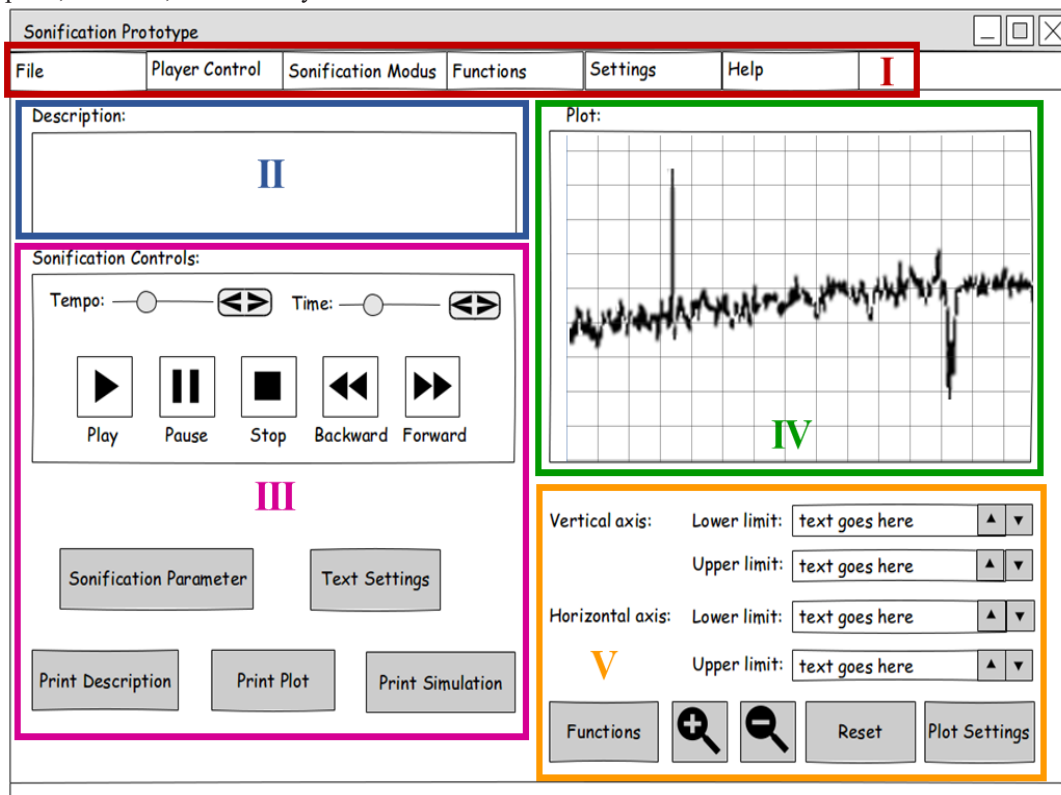 Sonification Prototype
File Player Control Sonification Modus Functions Settings Help I
Description:
II
Plot:
IV
Sonification Controls:
Tempo: Time:
Play Pause Stop Backward Forward
III
Sonification Parameter Text Settings
Print Description Print Plot Print Simulation
Vertical axis: Lower limit: text goes here
Upper limit: text goes here
Horizontal axis: Lower limit: text goes here
V Upper limit: text goes here
Functions Reset Plot Settings